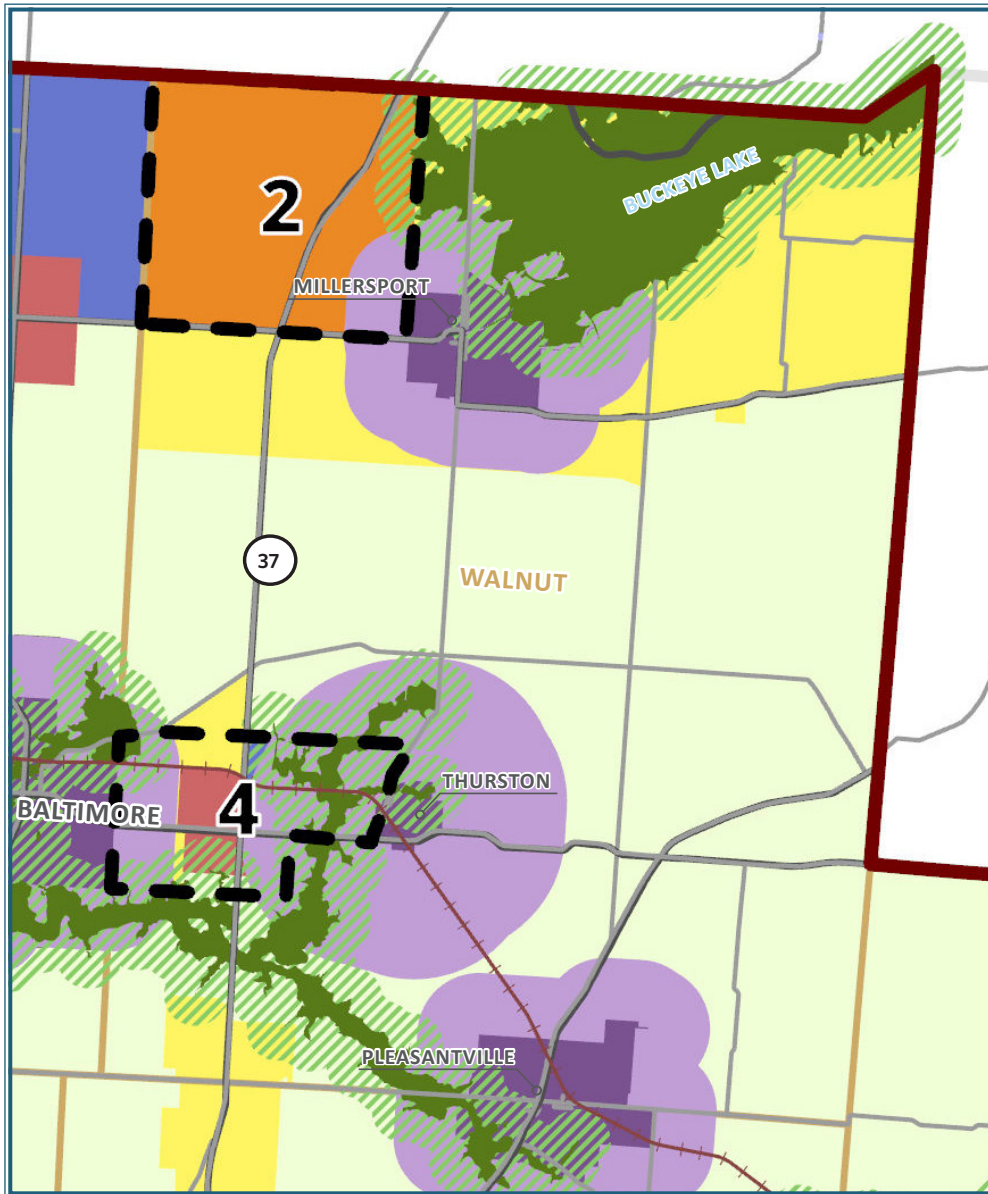 BUCKEYE LAKE
2
MILLERSPORT
37
WALNUT
THURSTON
4
BALTIMORE
PLEASANTVILLE